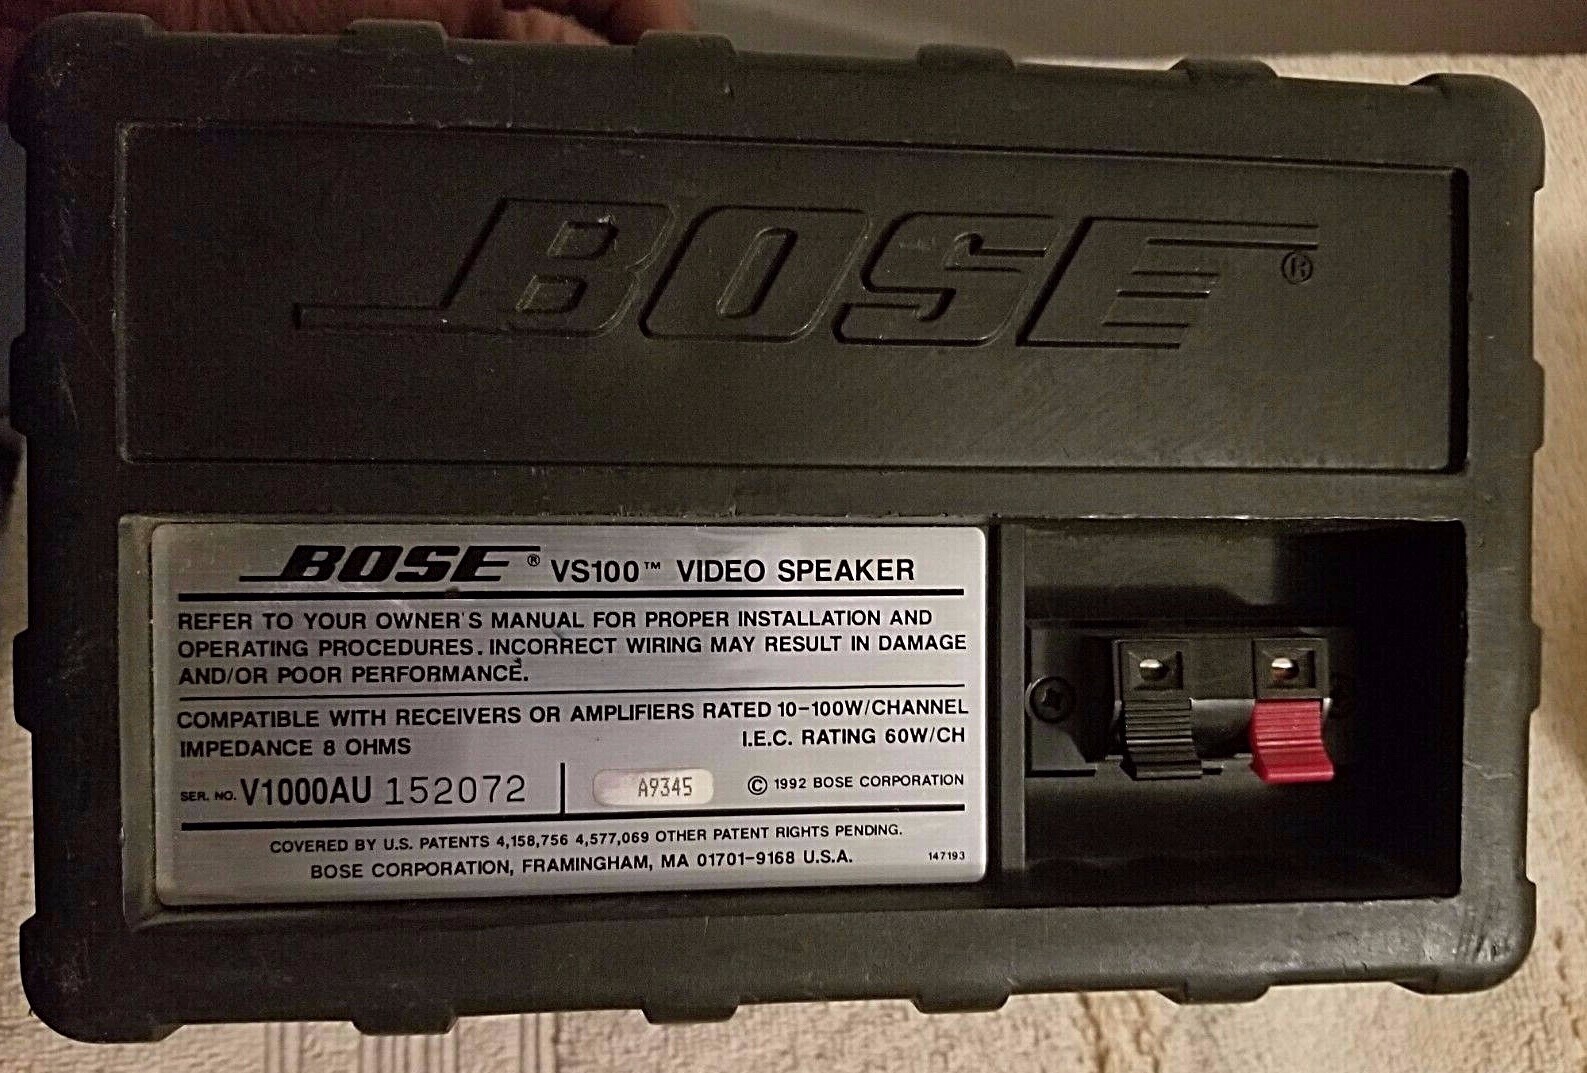 BOSE®
BOSE® VS100™ VIDEO SPEAKER
REFER TO YOUR OWNER'S MANUAL FOR PROPER INSTALLATION AND
OPERATING PROCEDURES. INCORRECT WIRING MAY RESULT IN DAMAGE
AND/OR POOR PERFORMANCE.
COMPATIBLE WITH RECEIVERS OR AMPLIFIERS RATED 10-100W/CHANNEL
IMPEDANCE 8 OHMS I.E.C. RATING 60W/CH
SER. NO. V1000AU 152072 A9345 © 1992 BOSE CORPORATION
COVERED BY U.S. PATENTS 4,158,756 4,577,069 OTHER PATENT RIGHTS PENDING.
BOSE CORPORATION, FRAMINGHAM, MA 01701-9168 U.S.A. 147193